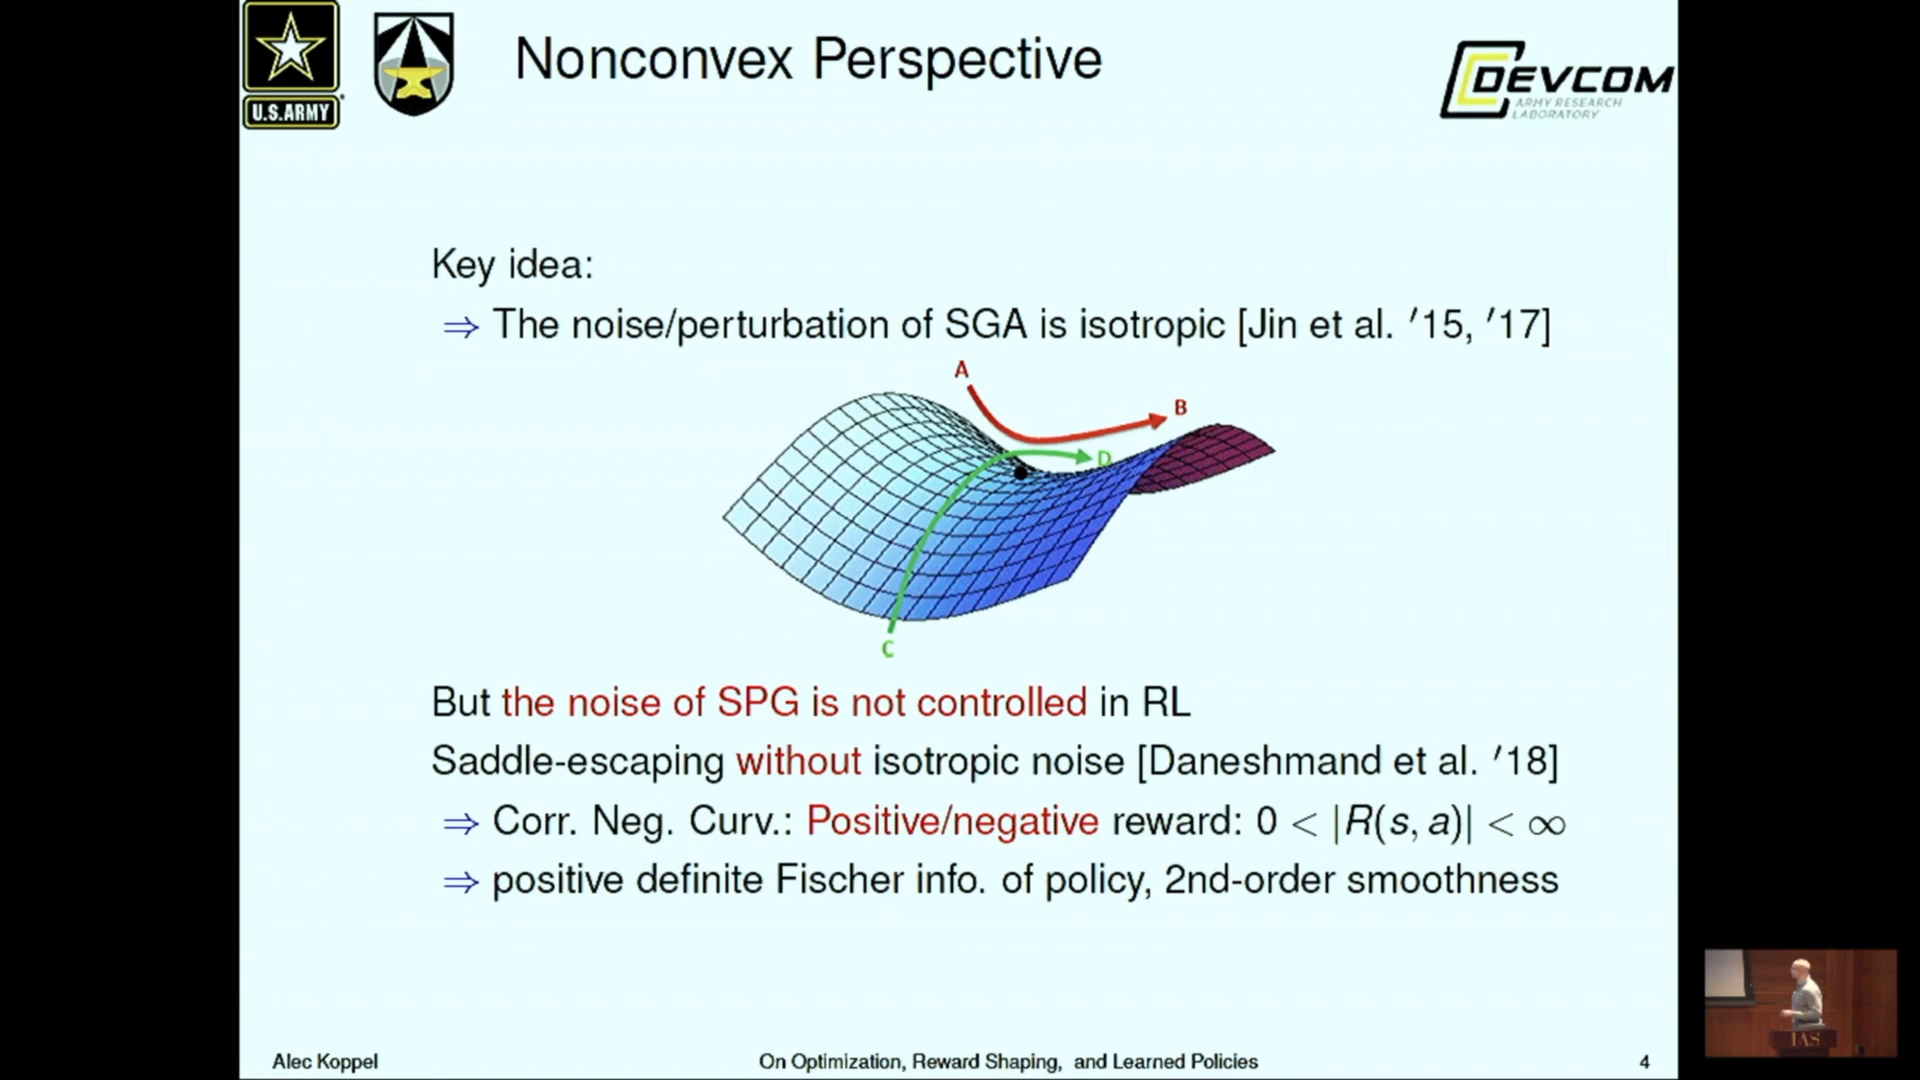 U.S.ARMY
Nonconvex Perspective
DEVCOM
ARMY RESEARCH
LABORATORY
Key idea:
⇒ The noise/perturbation of SGA is isotropic [Jin et al. ′15, ′17]
A
B
D
C
But the noise of SPG is not controlled in RL
Saddle-escaping without isotropic noise [Daneshmand et al. ′18]
⇒ Corr. Neg. Curv.: Positive/negative reward: 0 < |R(s, a)| < ∞
⇒ positive definite Fischer info. of policy, 2nd-order smoothness
IAS
Alec Koppel
On Optimization, Reward Shaping, and Learned Policies
4